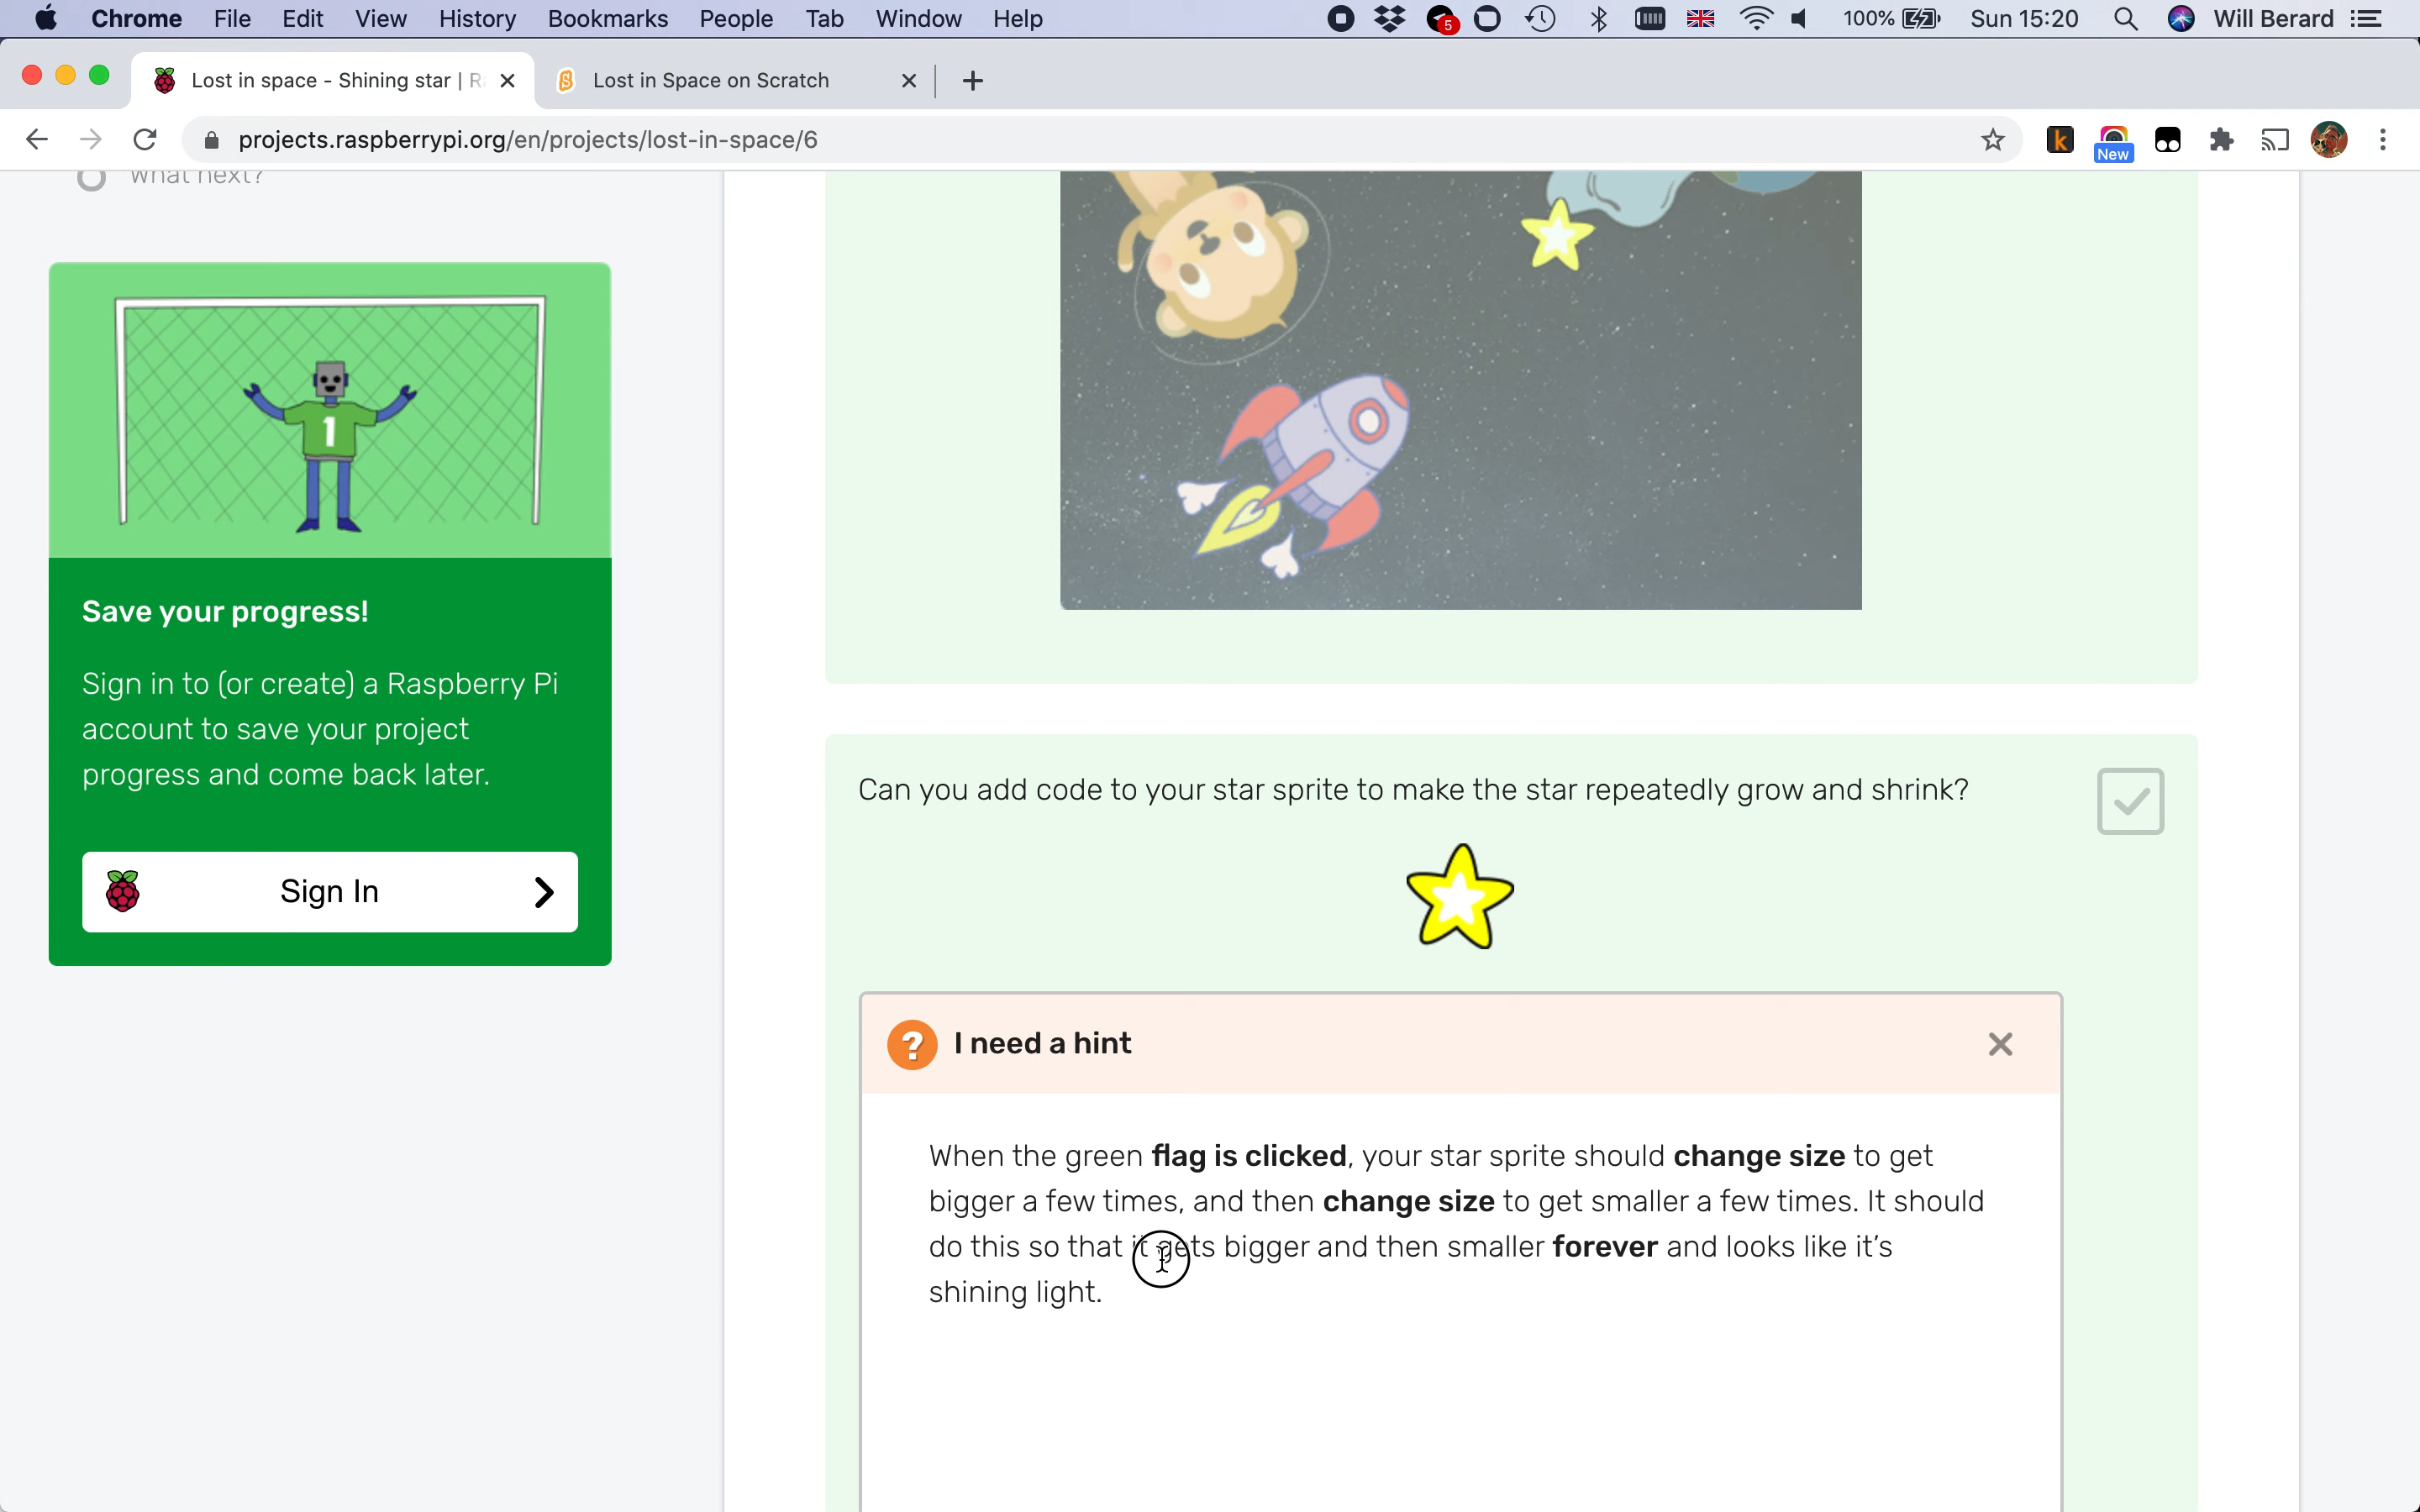 Chrome File Edit View History Bookmarks People Tab Window Help 5 100% Sun 15:20 Will Berard
Lost in space - Shining star | R
Lost in Space on Scratch
projects.raspberrypi.org/en/projects/lost-in-space/6
k
New
What next?
1
Save your progress!
Sign in to (or create) a Raspberry Pi
account to save your project
progress and come back later.
Sign In
Can you add code to your star sprite to make the star repeatedly grow and shrink?
? I need a hint
When the green flag is clicked, your star sprite should change size to get
bigger a few times, and then change size to get smaller a few times. It should
do this so that it gets bigger and then smaller forever and looks like it's
shining light.